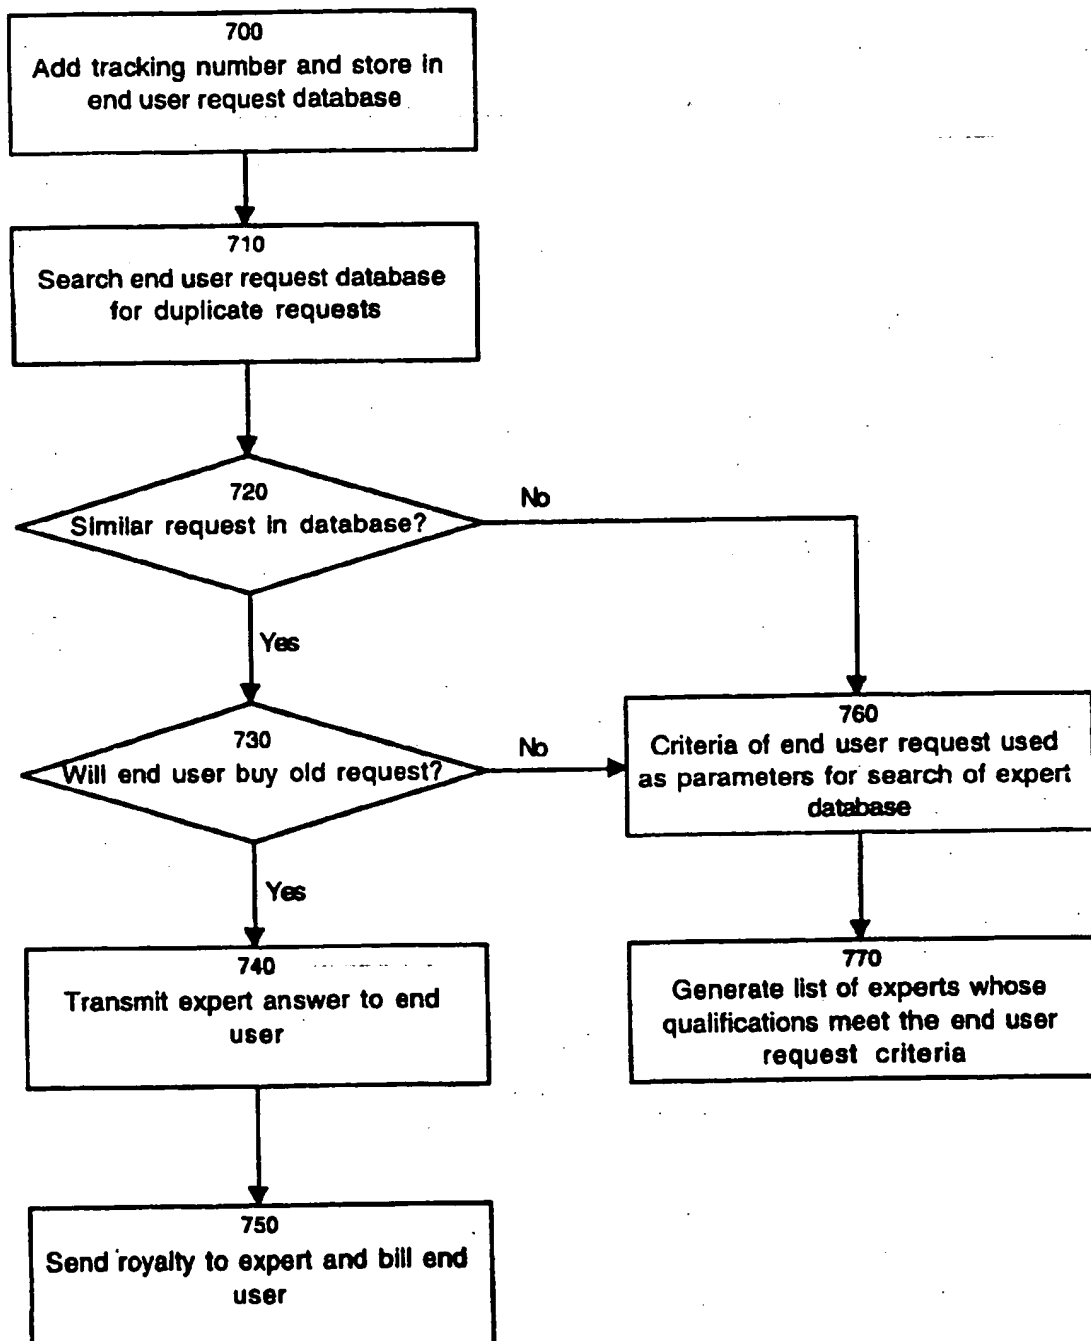 700
Add tracking number and store in
end user request database
710
Search end user request database
for duplicate requests
720
Similar request in database?
No
Yes
730
Will end user buy old request?
No
760
Criteria of end user request used
as parameters for search of expert
database
Yes
740
Transmit expert answer to end
user
770
Generate list of experts whose
qualifications meet the end user
request criteria
750
Send royalty to expert and bill end
user